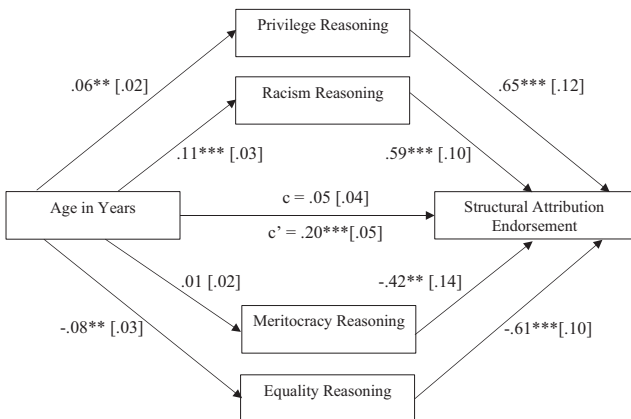 Privilege Reasoning
.06** [.02]
.65*** [.12]
Racism Reasoning
.11*** [.03]
.59*** [.10]
Age in Years
c = .05 [.04]
c’ = .20***[.05]
Structural Attribution
Endorsement
.01 [.02]
-.42** [.14]
Meritocracy Reasoning
-.08** [.03]
-.61***[.10]
Equality Reasoning